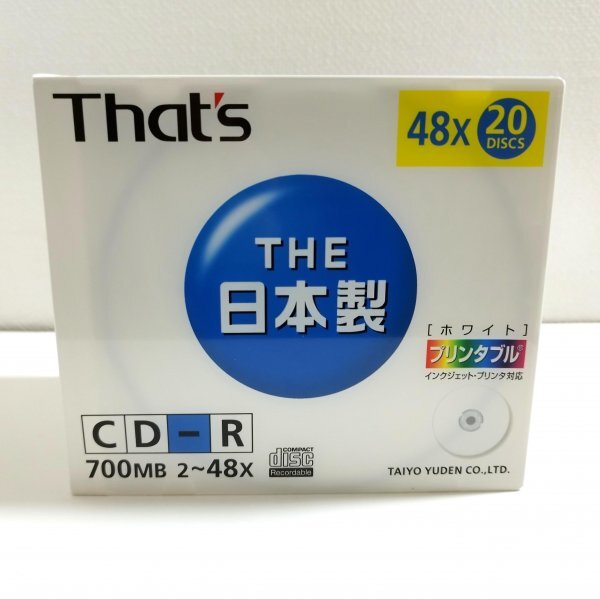 That's
48X 20 DISCS
THE
日本製
[ホワイト]
プリンタブル®
インクジェット・プリンタ対応
CD-R
700MB 2~48X
COMPACT
disc
Recordable
TAIYO YUDEN CO.,LTD.